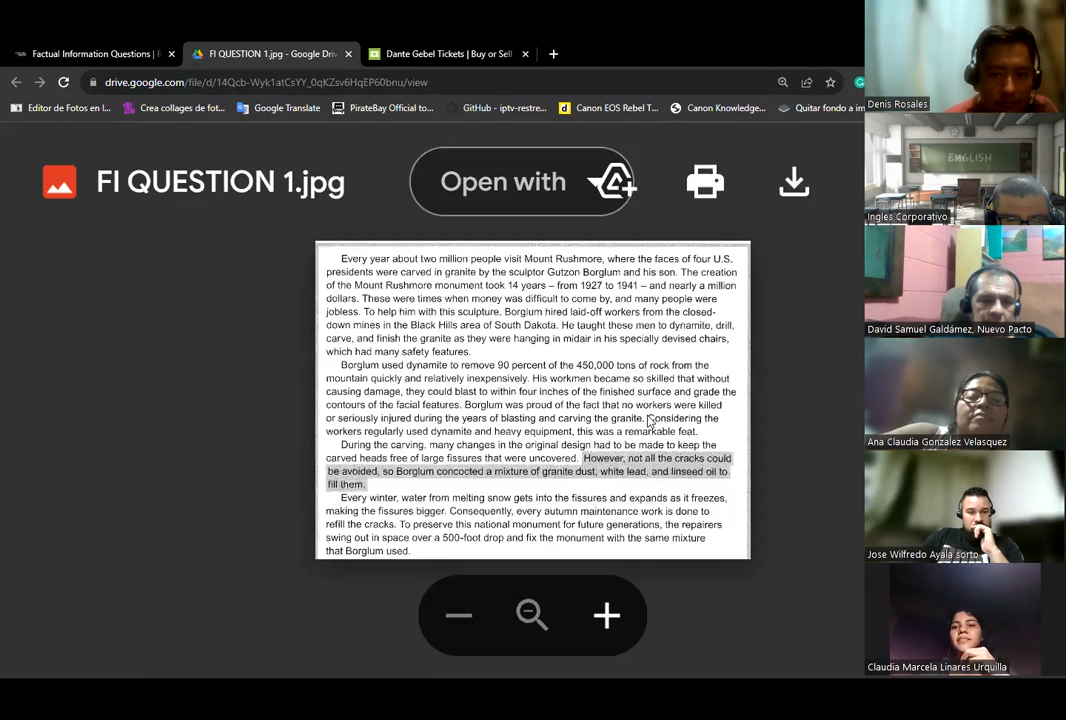 Factual Information Questions |
FI QUESTION 1.jpg - Google Driv
Dante Gebel Tickets | Buy or Sell
drive.google.com/file/d/14Qcb-Wyk1atCsYY_0qKZsv6HqEP60bnu/view
Editor de Fotos en l...
Crea collages de fot...
Google Translate
PirateBay Official to...
GitHub - iptv-restre...
Canon EOS Rebel T...
Canon Knowledge...
Quitar fondo a im
FI QUESTION 1.jpg
Open with
Every year about two million people visit Mount Rushmore, where the faces of four U.S.
presidents were carved in granite by the sculptor Gutzon Borglum and his son. The creation
of the Mount Rushmore monument took 14 years – from 1927 to 1941 – and nearly a million
dollars. These were times when money was difficult to come by, and many people were
jobless. To help him with this sculpture, Borglum hired laid-off workers from the closed-
down mines in the Black Hills area of South Dakota. He taught these men to dynamite, drill,
carve, and finish the granite as they were hanging in midair in his specially devised chairs,
which had many safety features.
Borglum used dynamite to remove 90 percent of the 450,000 tons of rock from the
mountain quickly and relatively inexpensively. His workmen became so skilled that without
causing damage, they could blast to within four inches of the finished surface and grade the
contours of the facial features. Borglum was proud of the fact that no workers were killed
or seriously injured during the years of blasting and carving the granite. Considering the
workers regularly used dynamite and heavy equipment, this was a remarkable feat.
During the carving, many changes in the original design had to be made to keep the
carved heads free of large fissures that were uncovered. However, not all the cracks could
be avoided, so Borglum concocted a mixture of granite dust, white lead, and linseed oil to
fill them.
Every winter, water from melting snow gets into the fissures and expands as it freezes,
making the fissures bigger. Consequently, every autumn maintenance work is done to
refill the cracks. To preserve this national monument for future generations, the repairers
swing out in space over a 500-foot drop and fix the monument with the same mixture
that Borglum used.
Denis Rosales
ENGLISH
Ingles Corporativo
David Samuel Galdámez, Nuevo Pacto
Ana Claudia Gonzalez Velasquez
Jose Wilfredo Ayala sorto
Claudia Marcela Linares Urquilla